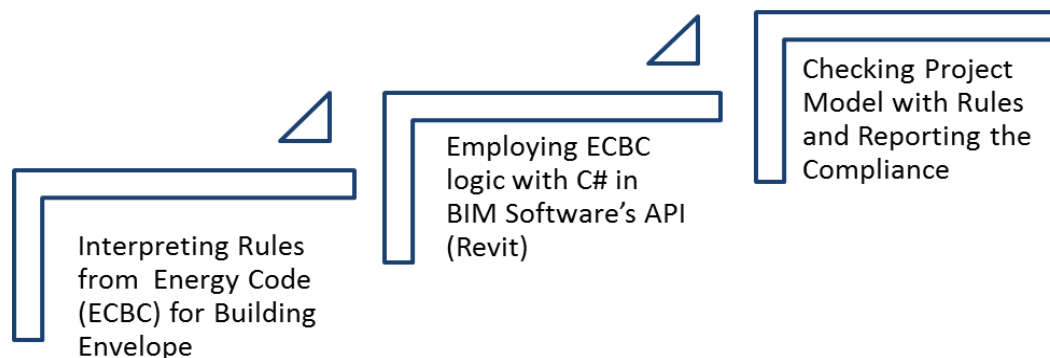 Interpreting Rules
from Energy Code
(ECBC) for Building
Envelope
Employing ECBC
logic with C# in
BIM Software’s API
(Revit)
Checking Project
Model with Rules
and Reporting the
Compliance